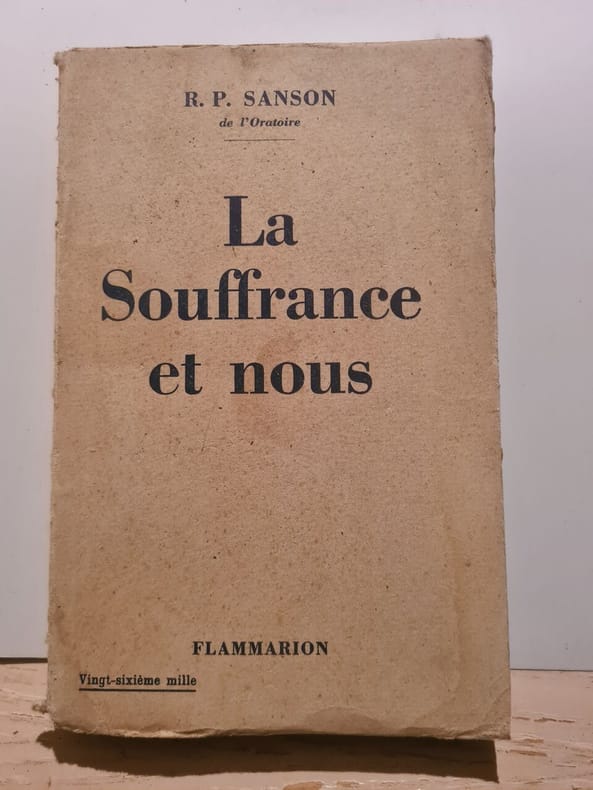 R. P. SANSON
de l'Oratoire
La
Souffrance
et nous
FLAMMARION
Vingt-sixième mille